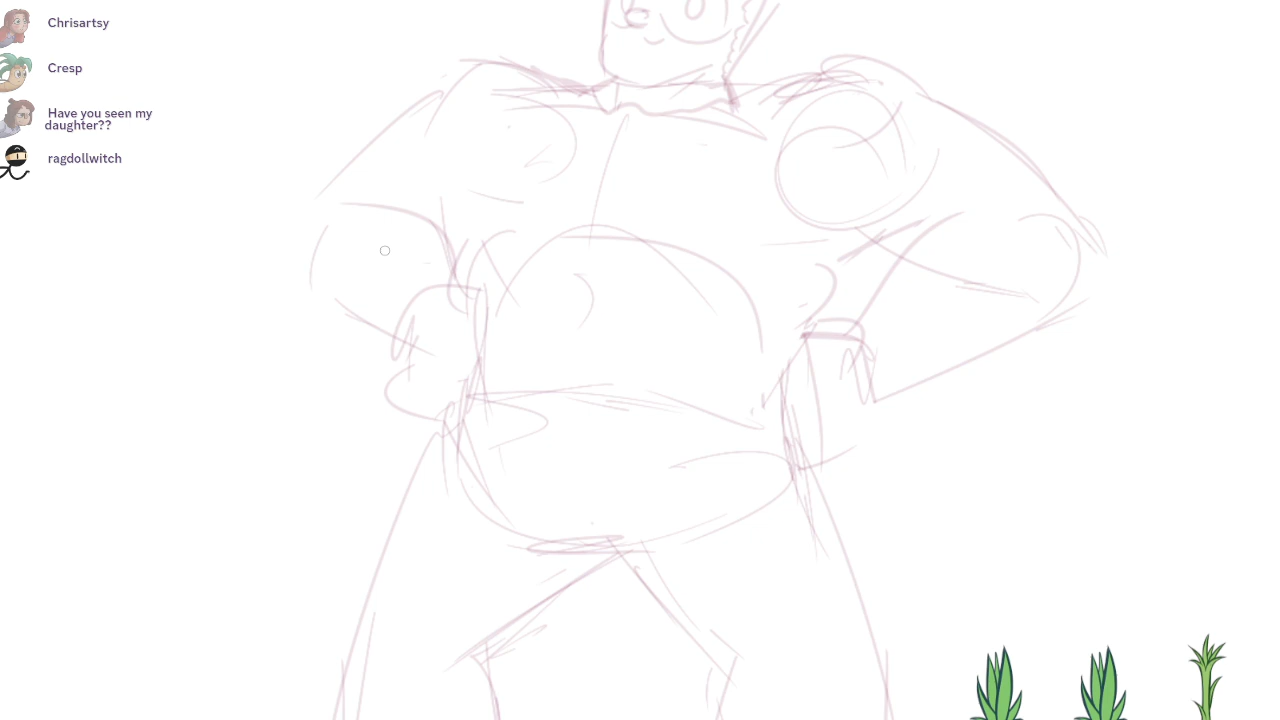 Chrisartsy
Cresp
Have you seen my
daughter??
ragdollwitch